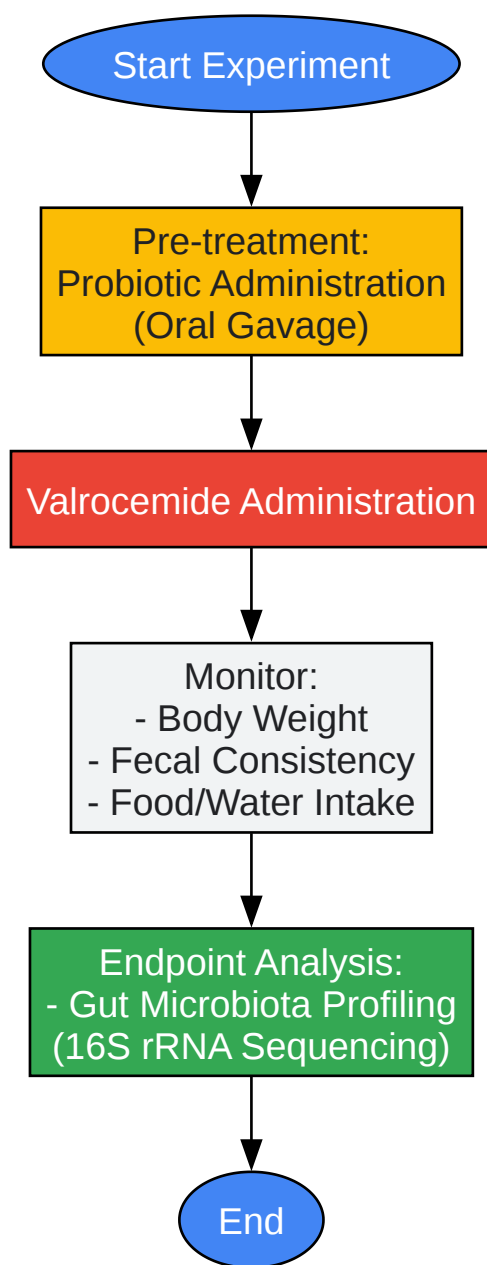 Start Experiment
Pre-treatment:
Probiotic Administration
(Oral Gavage)
Valrocemide Administration
Monitor:
- Body Weight
- Fecal Consistency
- Food/Water Intake
Endpoint Analysis:
- Gut Microbiota Profiling
(16S rRNA Sequencing)
End